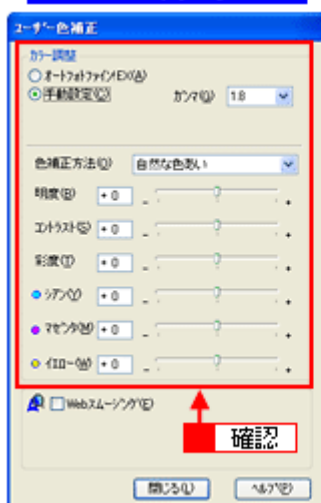 ユーザー色補正
カラー調整
オートフォトファインEX(A)
手動設定(C)
ガンマ(G) 1.8
色補正方法(O) 自然な色あい
明度(B) +0 - +
コントラスト(S) +0 - +
彩度(T) +0 - +
シアン(Y) +0 - +
マゼンタ(M) +0 - +
イエロー(W) +0 - +
Webスムージング(E)
確認
閉じる(L) ヘルプ(P)